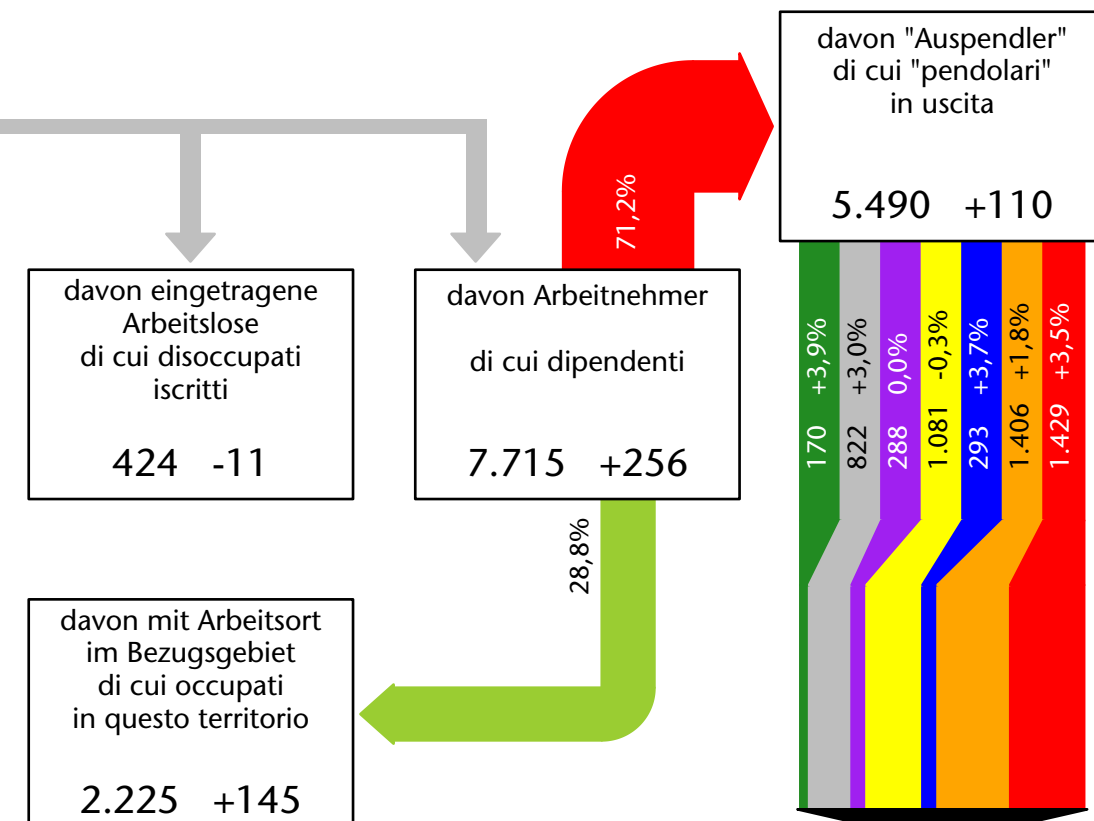 davon "Auspendler"
di cui "pendolari"
in uscita
5.490 +110
71,2%
davon eingetragene
Arbeitslose
di cui disoccupati
iscritti
424 -11
davon Arbeitnehmer
di cui dipendenti
7.715 +256
170 +3,9%
822 +3,0%
288 0,0%
1.081 -0,3%
293 +3,7%
1.406 +1,8%
1.429 +3,5%
28,8%
davon mit Arbeitsort
im Bezugsgebiet
di cui occupati
in questo territorio
2.225 +145